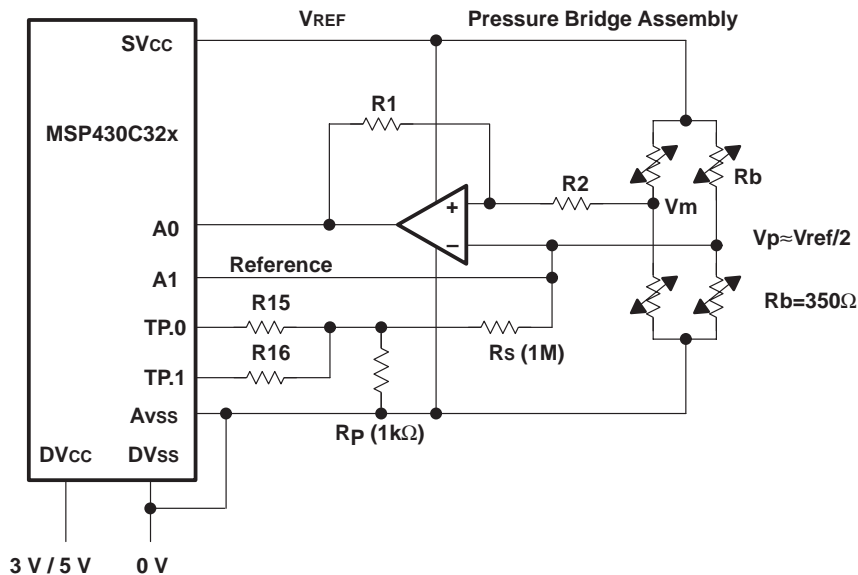 VREF
Pressure Bridge Assembly
SVCC
R1
MSP430C32x
R2
Rb
+
Vm
A0
−
Vp≈Vref/2
Reference
A1
R15
Rb=350Ω
TP.0
R16
Rs (1M)
TP.1
AVSS
RP (1kΩ)
DVCC
DVSS
3 V / 5 V
0 V